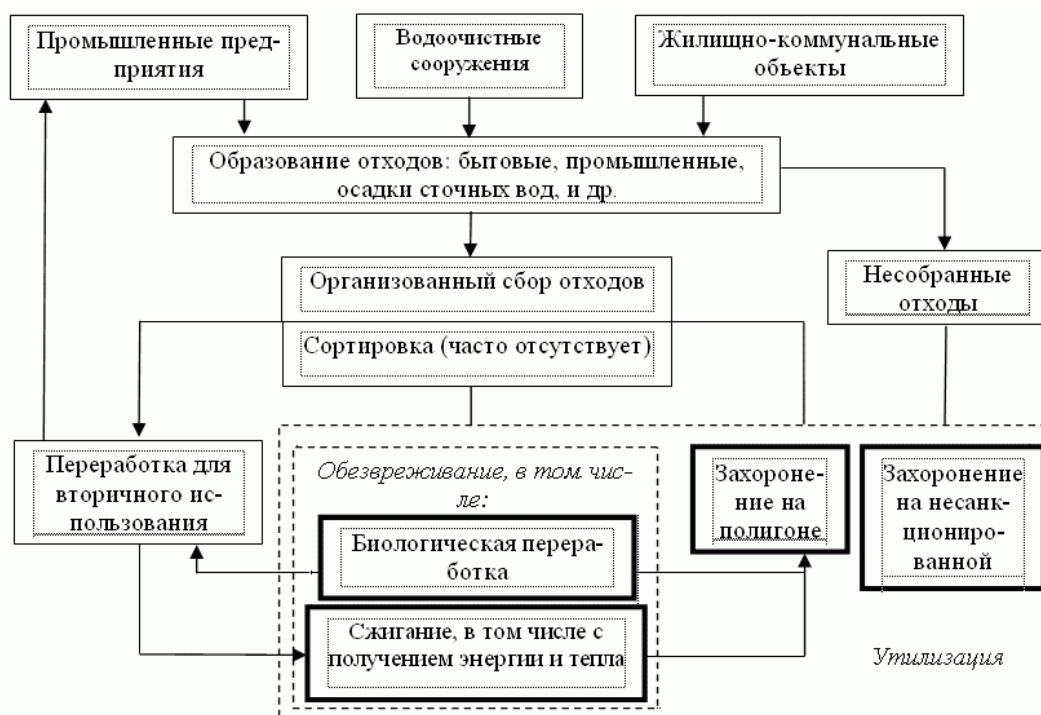 Промышленные пред-
приятия
Водоочистные
сооружения
Жилищно-коммунальные
обьекты
Образование отходов: бытовые, промышленные,
осадки сточных вод, и др.
Организованный сбор отходов
Несобранные
отходы
Сортировка (часто отсутствует)
Переработка для
вторичного ис-
пользования
Обезвреживание, в том чис-
ле:
Биологическая перера-
ботка
Сжигание, в том числе с
получением энергии и тепла
Захороне-
ние на
полигоне
Захоронение
на несанк-
циониро-
ванной
Утилизация